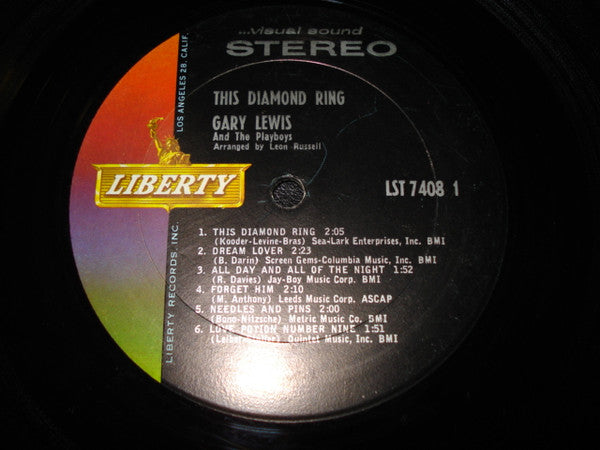 ...visual sound
STEREO
LOS ANGELES 28, CALIF.
THIS DIAMOND RING
GARY LEWIS
And The Playboys
Arranged by Leon Russell
LIBERTY
LST 7408 1
1. THIS DIAMOND RING 2:05
(Kooder-Levine-Bras) Sea-Lark Enterprises, Inc. BMI
2. DREAM LOVER 2:23
(B. Darin) Screen Gems-Columbia Music, Inc. BMI
3. ALL DAY AND ALL OF THE NIGHT 1:52
(R. Davies) Jay-Boy Music Corp. BMI
4. FORGET HIM 2:10
(M. Anthony) Leeds Music Corp. ASCAP
5. NEEDLES AND PINS 2:00
(Bono-Nitzsche) Metric Music Co. BMI
6. LOVE POTION NUMBER NINE 1:51
(Leiber-Stoller) Quintet Music, Inc. BMI
LIBERTY RECORDS, INC.